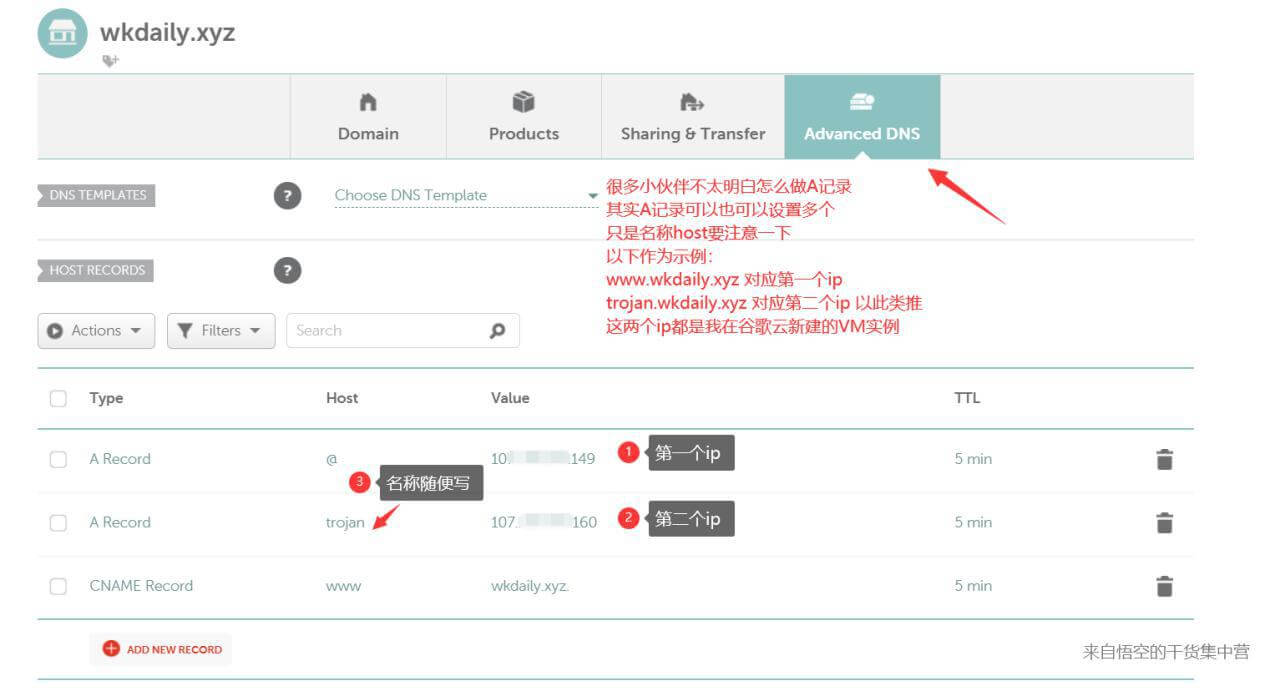 wkdaily.xyz
Domain
Products
Sharing & Transfer
Advanced DNS
DNS TEMPLATES
?
Choose DNS Template
很多小伙伴不太明白怎么做A记录
其实A记录可以也可以设置多个
只是名称host要注意一下
以下作为示例：
www.wkdaily.xyz 对应第一个ip
trojan.wkdaily.xyz 对应第二个ip 以此类推
这两个ip都是我在谷歌云新建的VM实例
HOST RECORDS
?
Actions
Filters
Search
Type Host Value TTL
A Record @ 10 .149 1 第一个ip 5 min
3 名称随便写
A Record trojan 107. 160 2 第二个ip 5 min
CNAME Record www wkdaily.xyz. 5 min
ADD NEW RECORD
来自悟空的干货集中营